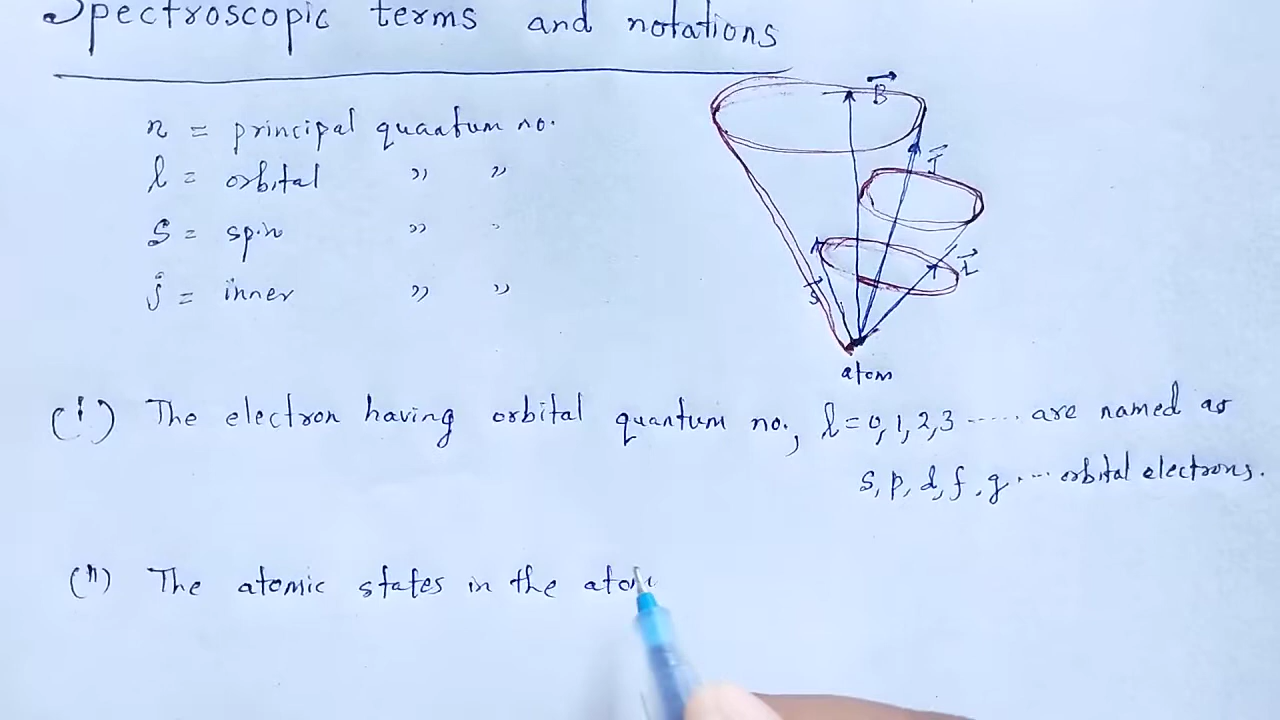 Spectroscopic terms and notations
n = principal quantum no.
l = orbital " "
S = spin " "
j = inner " "
B
J
L
S
atom
(i) The electron having orbital quantum no., l=0,1,2,3 ...... are named as
s, p, d, f, g .... orbital electrons.
(ii) The atomic states in the atom